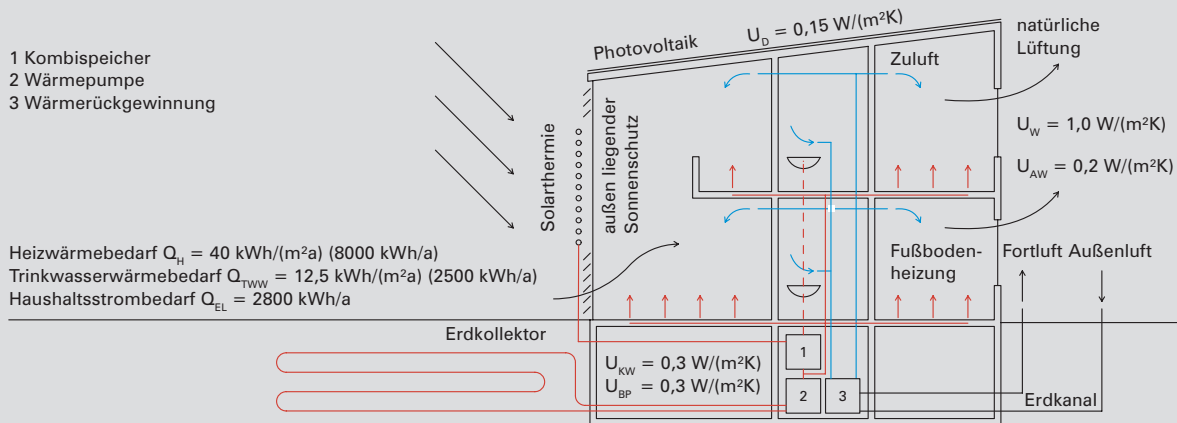 1 Kombispeicher
2 Wärmepumpe
3 Wärmerückgewinnung
Photovoltaik
U_D = 0,15 W/(m²K)
Zuluft
natürliche
Lüftung
U_W = 1,0 W/(m²K)
U_AW = 0,2 W/(m²K)
Solarthermie
außen liegender
Sonnenschutz
Heizwärmebedarf Q_H = 40 kWh/(m²a) (8000 kWh/a)
Trinkwasserwärmebedarf Q_TWW = 12,5 kWh/(m²a) (2500 kWh/a)
Haushaltsstrombedarf Q_EL = 2800 kWh/a
Fußboden-
heizung
Fortluft Außenluft
Erdkollektor
U_KW = 0,3 W/(m²K)
U_BP = 0,3 W/(m²K)
1
2
3
Erdkanal